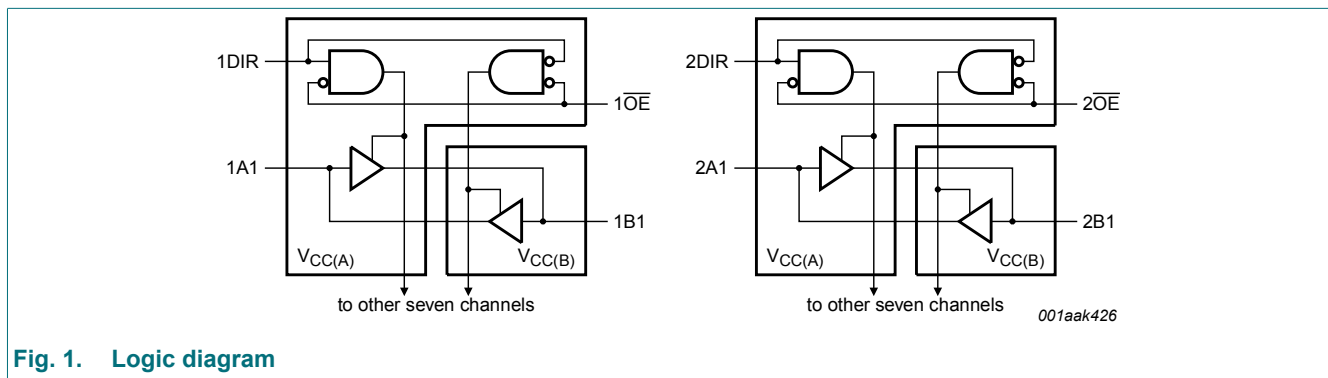 1DIR
1OE
1A1
1B1
VCC(A)
VCC(B)
to other seven channels
2DIR
2OE
2A1
2B1
VCC(A)
VCC(B)
to other seven channels
001aak426
Fig. 1. Logic diagram